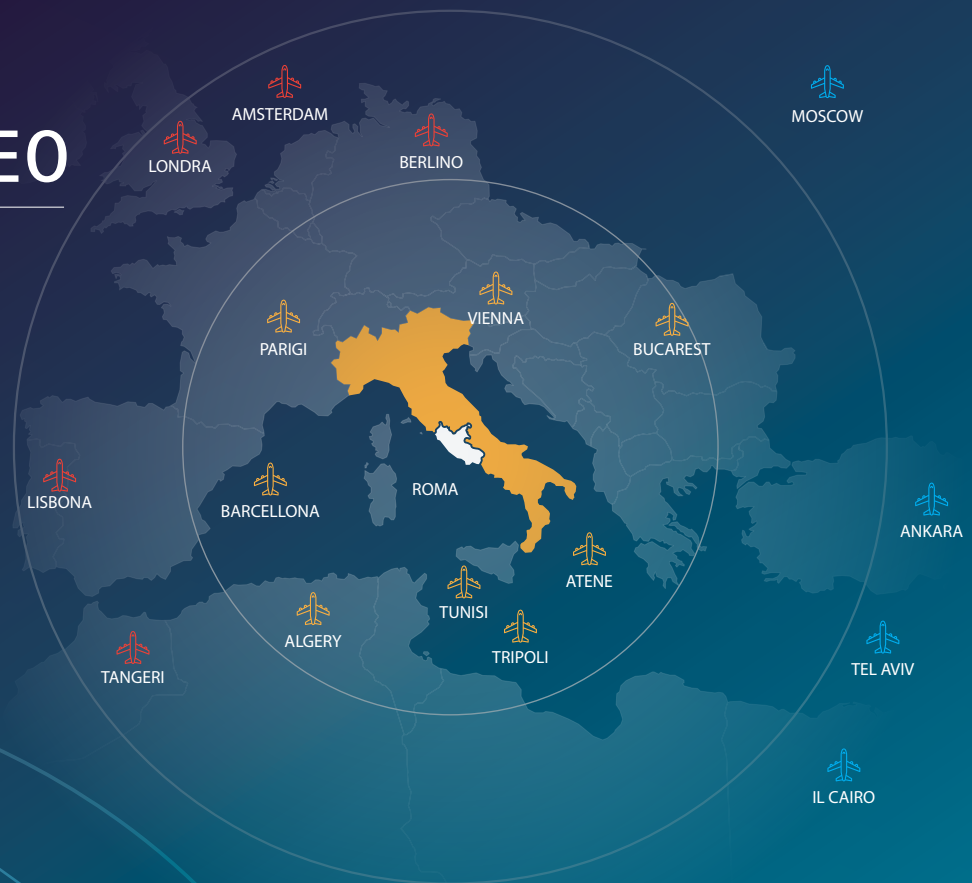 EO
AMSTERDAM
MOSCOW
LONDRA
BERLINO
VIENNA
PARIGI
BUCAREST
LISBONA
ROMA
BARCELLONA
ANKARA
ATENE
TUNISI
ALGERY
TRIPOLI
TEL AVIV
TANGERI
IL CAIRO